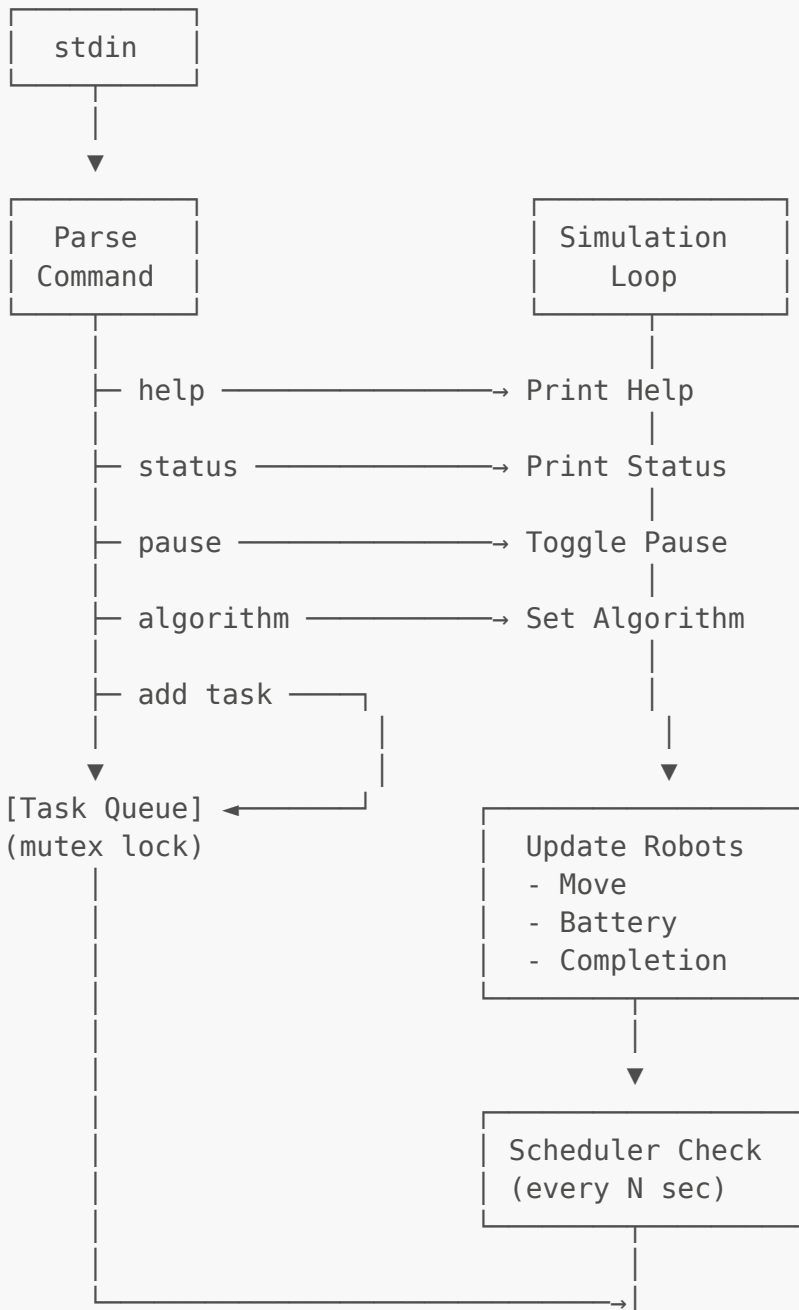 stdin
Parse
Command
Simulation
Loop
help → Print Help
status → Print Status
pause → Toggle Pause
algorithm → Set Algorithm
add task
[Task Queue]
(mutex lock)
Update Robots
- Move
- Battery
- Completion
Scheduler Check
(every N sec)